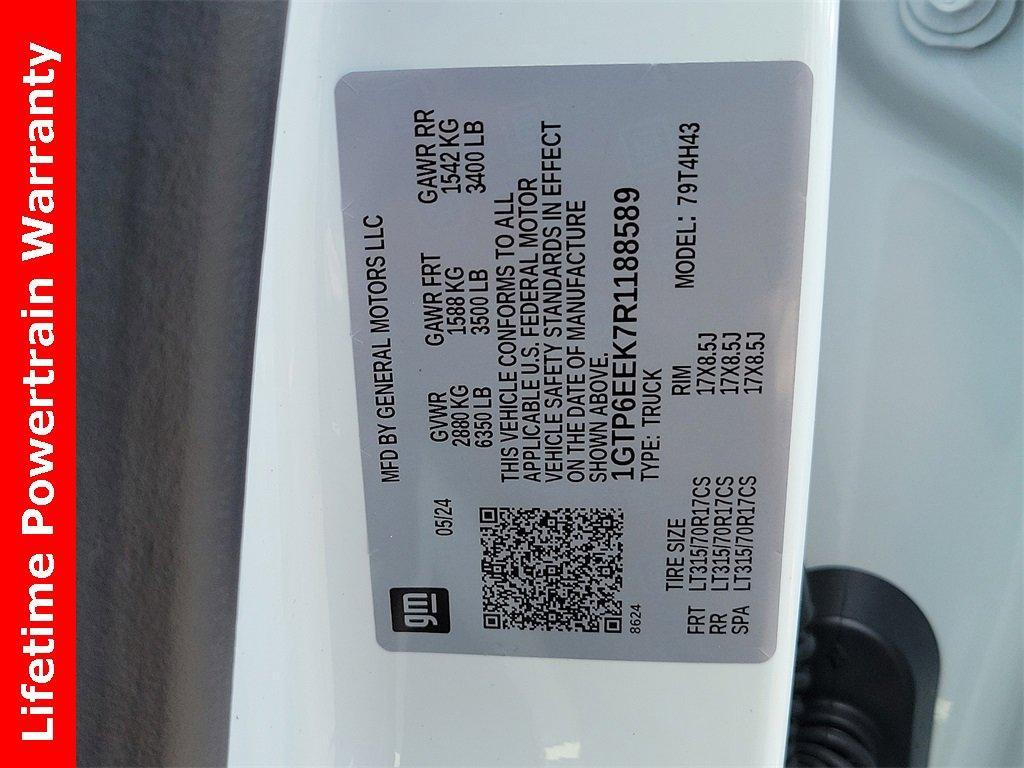 Lifetime Powertrain Warranty
gm
MFD BY GENERAL MOTORS LLC
05/24
GVWR GAWR FRT GAWR RR
2880 KG 1588 KG 1542 KG
6350 LB 3500 LB 3400 LB
THIS VEHICLE CONFORMS TO ALL
APPLICABLE U.S. FEDERAL MOTOR
VEHICLE SAFETY STANDARDS IN EFFECT
ON THE DATE OF MANUFACTURE
SHOWN ABOVE.
1GTP6EEK7R1188589
8624
TYPE: TRUCK
MODEL: 79T4H43
TIRE SIZE RIM
FRT LT315/70R17CS 17X8.5J
RR LT315/70R17CS 17X8.5J
SPA LT315/70R17CS 17X8.5J